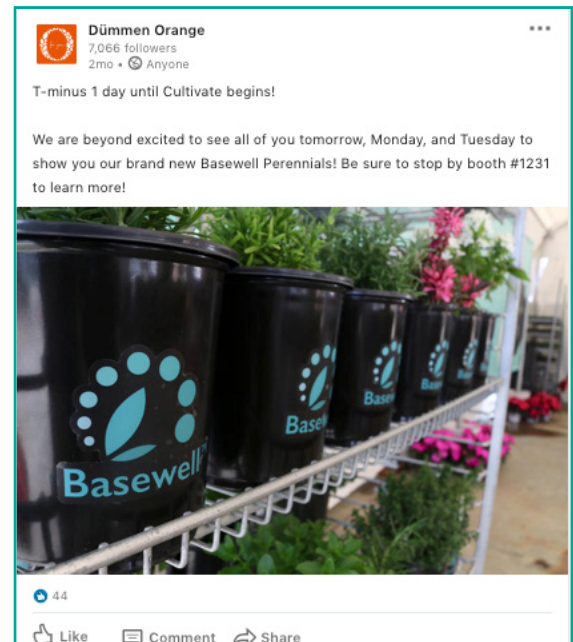 Dümmen Orange
7,066 followers
2mo • Anyone
T-minus 1 day until Cultivate begins!
We are beyond excited to see all of you tomorrow, Monday, and Tuesday to
show you our brand new Basewell Perennials! Be sure to stop by booth #1231
to learn more!
Basewell
Basewell
Basewell
44
Like Comment Share